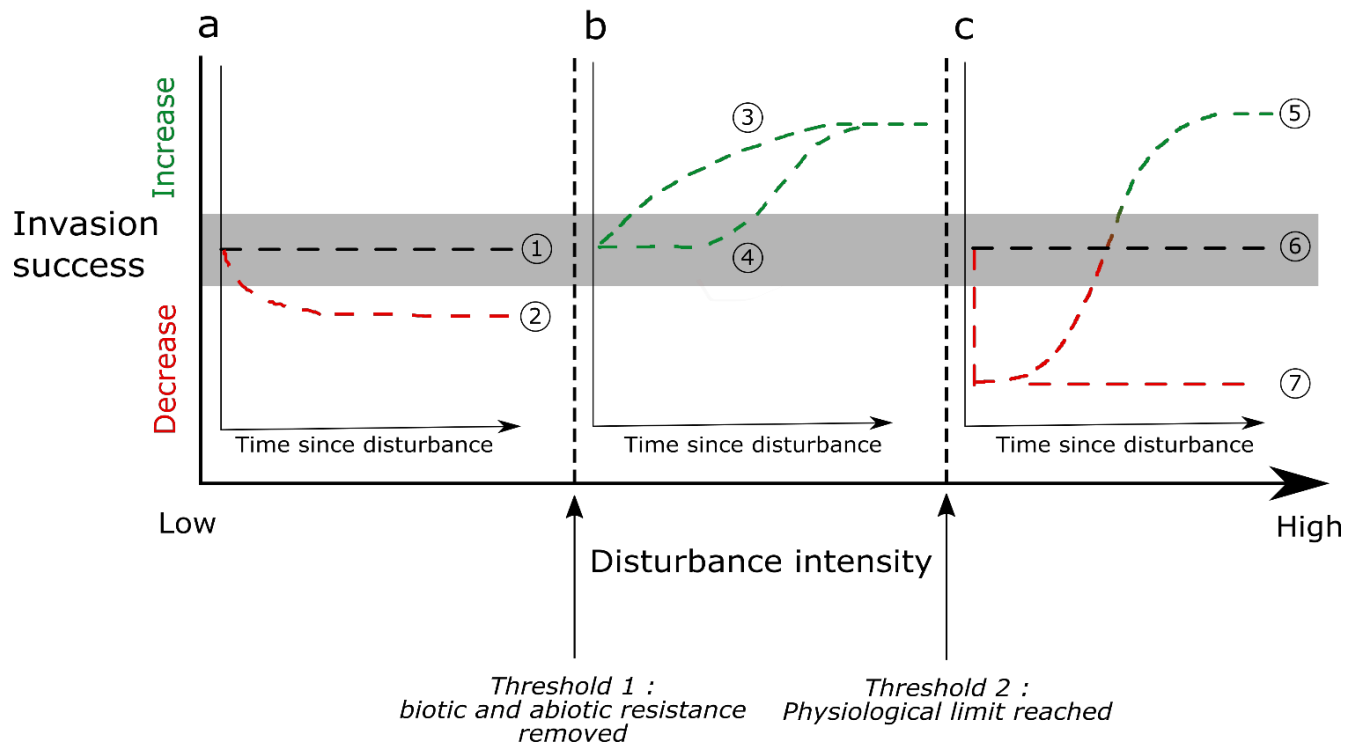 a
b
c
Increase
Decrease
Invasion
success
1
2
3
4
5
6
7
Time since disturbance
Time since disturbance
Time since disturbance
Low
High
Disturbance intensity
Threshold 1 :
biotic and abiotic resistance
removed
Threshold 2 :
Physiological limit reached